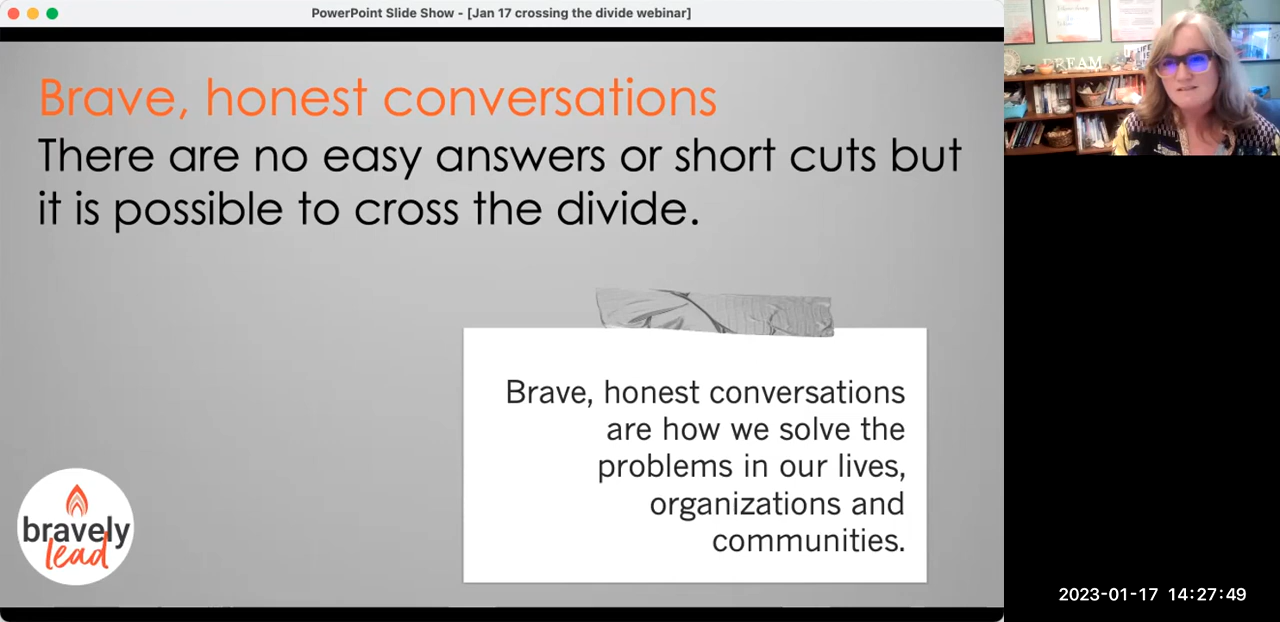 PowerPoint Slide Show - [Jan 17 crossing the divide webinar]
Brave, honest conversations
There are no easy answers or short cuts but
it is possible to cross the divide.
DREAM
Brave, honest conversations
are how we solve the
problems in our lives,
organizations and
communities.
bravely
lead
2023-01-17 14:27:49